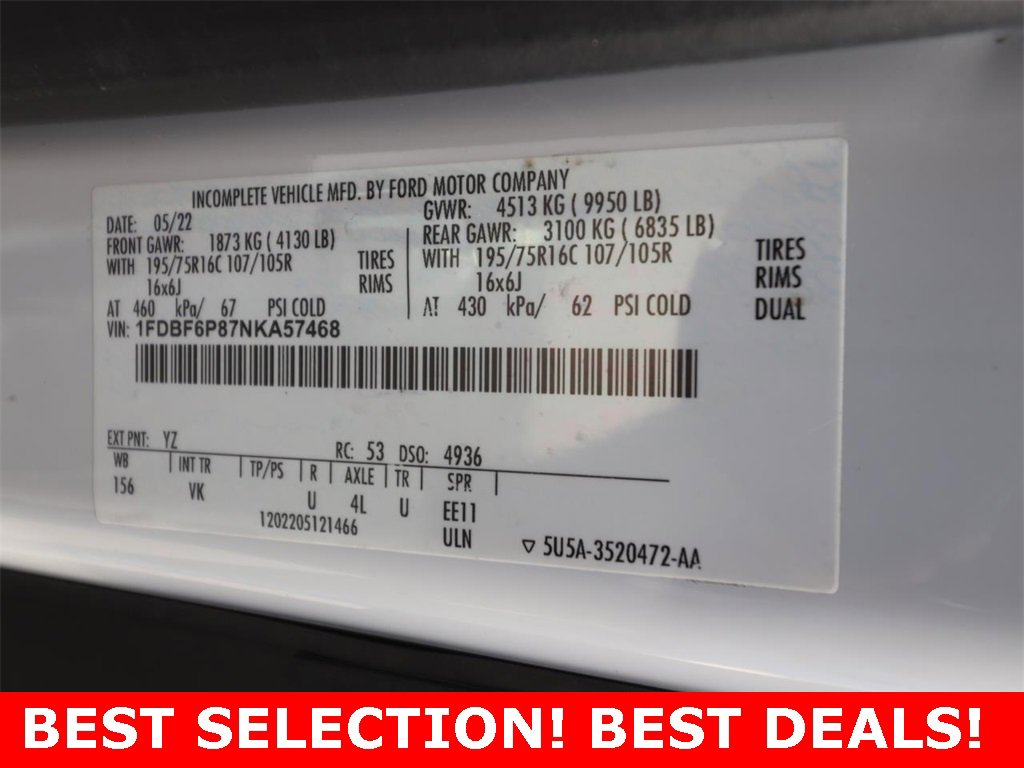 INCOMPLETE VEHICLE MFD. BY FORD MOTOR COMPANY
DATE: 05/22
GVWR: 4513 KG ( 9950 LB)
FRONT GAWR: 1873 KG ( 4130 LB)
REAR GAWR: 3100 KG ( 6835 LB)
WITH 195/75R16C 107/105R TIRES
WITH 195/75R16C 107/105R TIRES
16x6J RIMS
16x6J RIMS
AT 460 kPa/ 67 PSI COLD
AT 430 kPa/ 62 PSI COLD DUAL
VIN: 1FDBF6P87NKA57468
EXT PNT: YZ RC: 53 DSO: 4936
WB INT TR TP/PS R AXLE TR SPR
156 VK U 4L U EE11
1202205121466 ULN
5U5A-3520472-AA
BEST SELECTION! BEST DEALS!